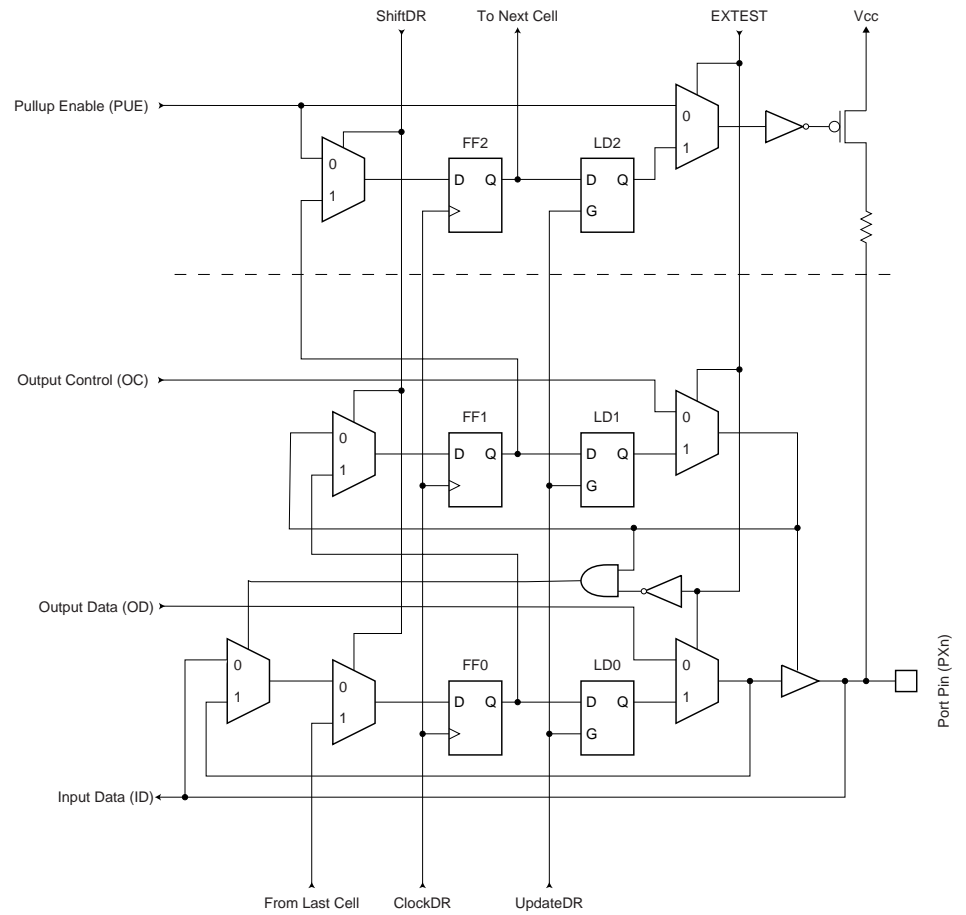 ShiftDR
To Next Cell
EXTEST
Vcc
Pullup Enable (PUE)
0
1
FF2
D Q
LD2
D Q
G
0
1
Output Control (OC)
0
1
FF1
D Q
LD1
D Q
G
0
1
Output Data (OD)
0
1
0
1
FF0
D Q
LD0
D Q
G
0
1
Port Pin (PXn)
Input Data (ID)
From Last Cell
ClockDR
UpdateDR